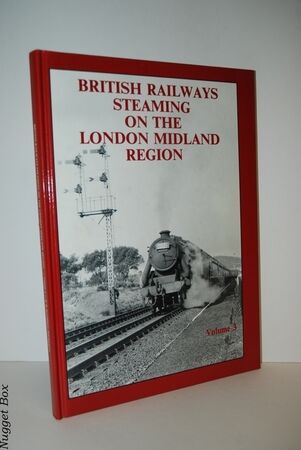 BRITISH RAILWAYS
STEAMING
ON THE
LONDON MIDLAND
REGION
Volume 3
Nugget Box